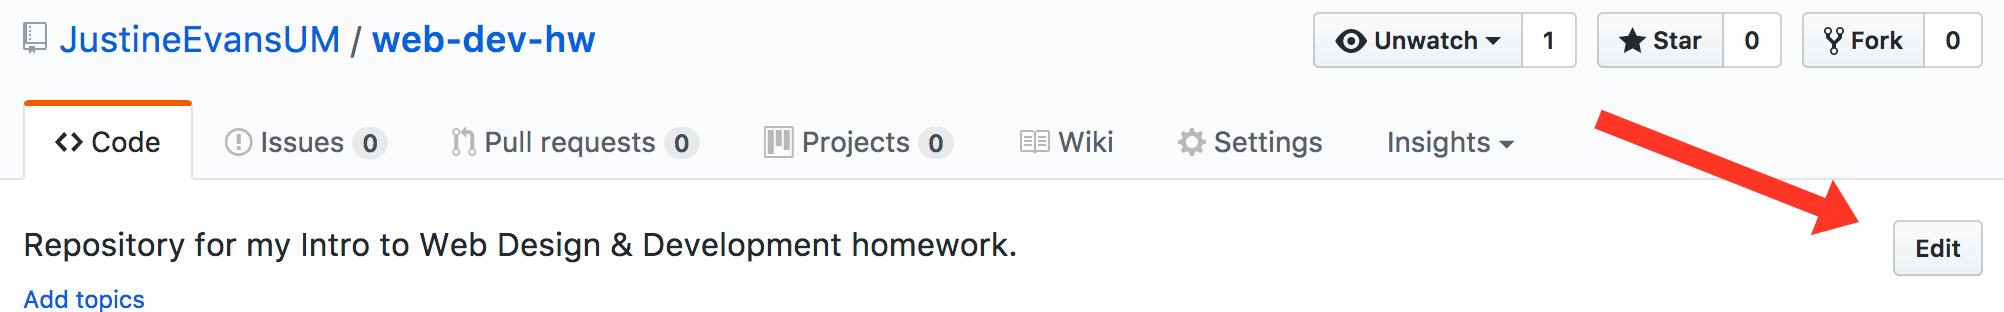 JustineEvansUM / web-dev-hw
Unwatch 1 Star 0 Fork 0
Code Issues 0 Pull requests 0 Projects 0 Wiki Settings Insights
Repository for my Intro to Web Design & Development homework.
Edit
Add topics